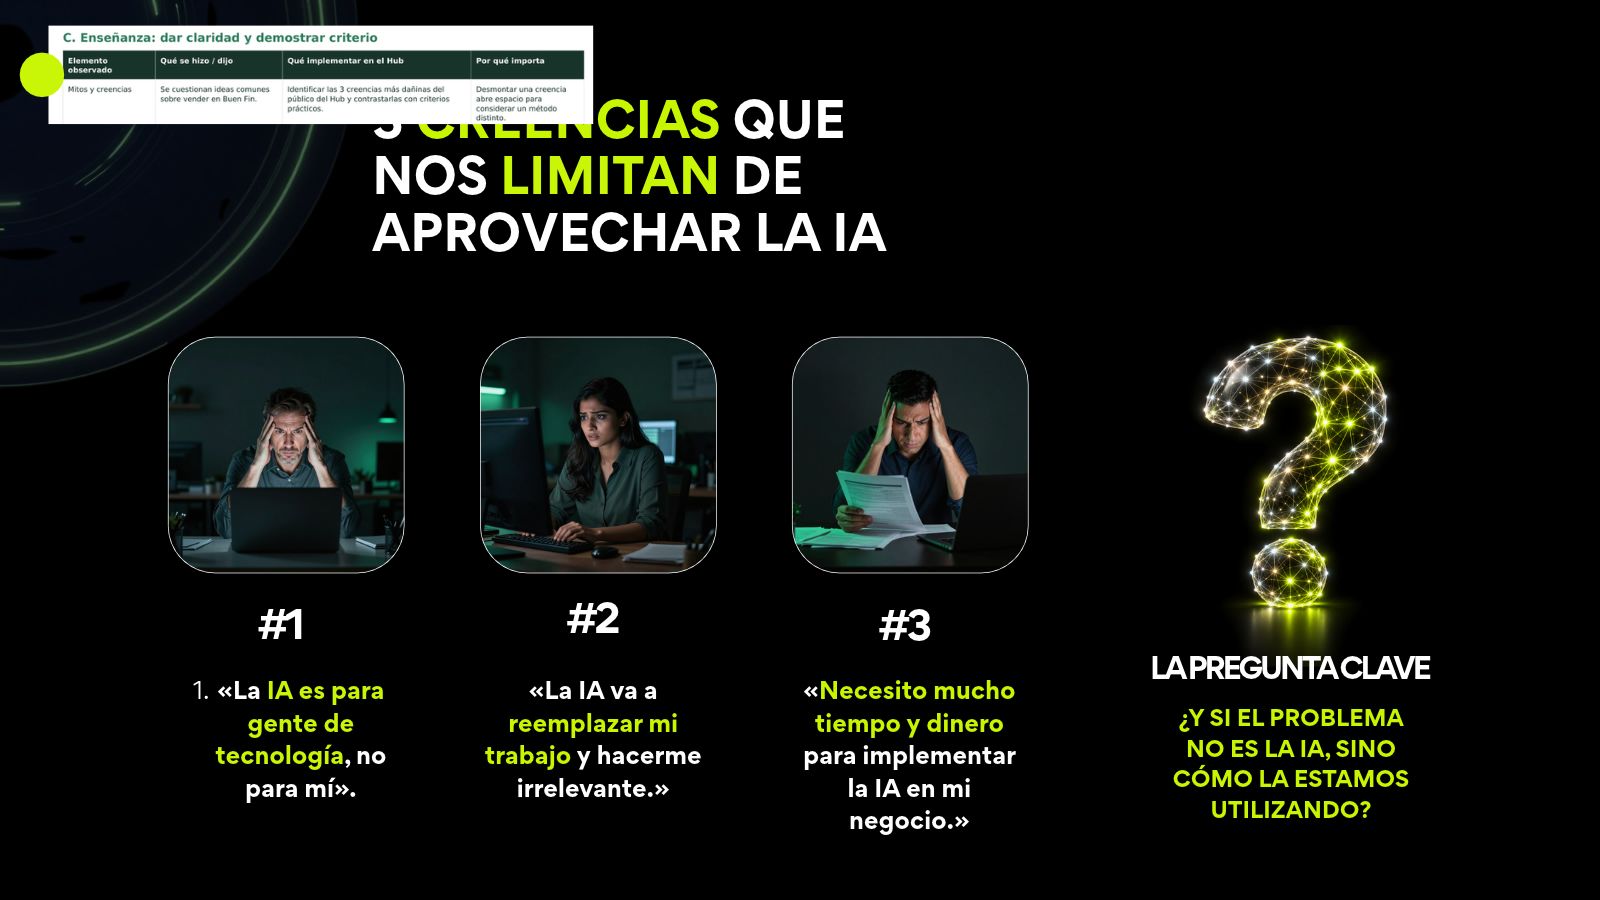 C. Enseñanza: dar claridad y demostrar criterio
Elemento observado
Qué se hizo / dijo
Qué implementar en el Hub
Por qué importa
Mitos y creencias
Se cuestionan ideas comunes sobre vender en Buen Fin.
Identificar las 3 creencias más dañinas del público del Hub y contrastarlas con criterios prácticos.
Desmontar una creencia abre espacio para considerar un método distinto.
3 CREENCIAS QUE
NOS LIMITAN DE
APROVECHAR LA IA
#1
1. «La IA es para
gente de
tecnología, no
para mí».
#2
«La IA va a
reemplazar mi
trabajo y hacerme
irrelevante.»
#3
«Necesito mucho
tiempo y dinero
para implementar
la IA en mi
negocio.»
LA PREGUNTA CLAVE
¿Y SI EL PROBLEMA
NO ES LA IA, SINO
CÓMO LA ESTAMOS
UTILIZANDO?